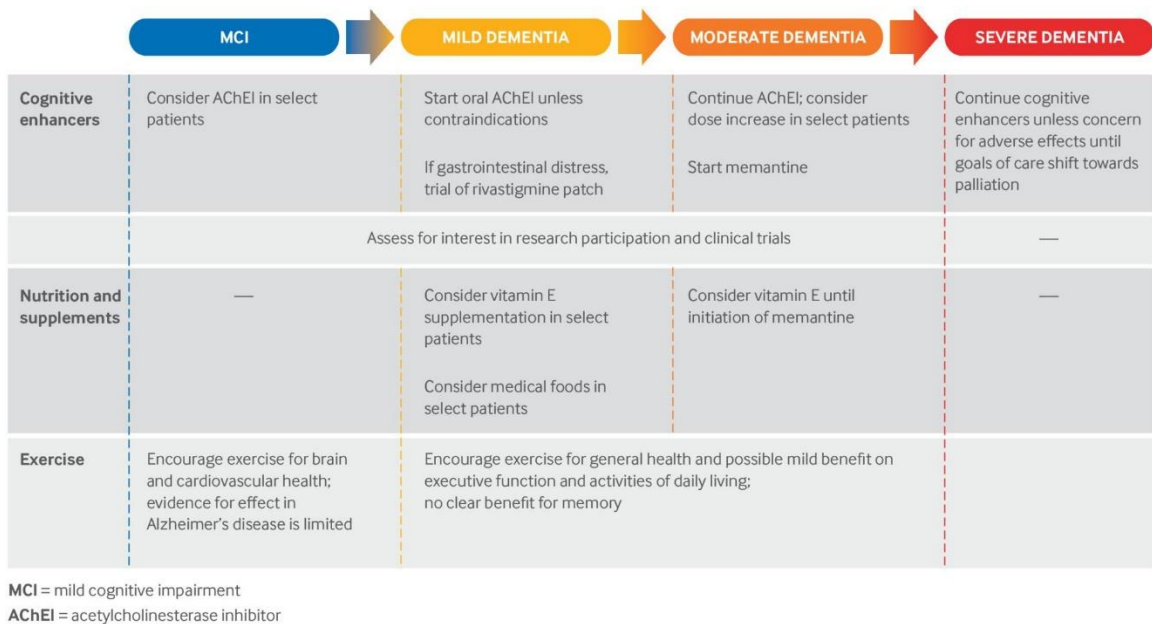 MCI
MILD DEMENTIA
MODERATE DEMENTIA
SEVERE DEMENTIA
Cognitive
enhancers
Consider AChEI in select
patients
Start oral AChEI unless
contraindications
If gastrointestinal distress,
trial of rivastigmine patch
Continue AChEI; consider
dose increase in select patients
Start memantine
Continue cognitive
enhancers unless concern
for adverse effects until
goals of care shift towards
palliation
Assess for interest in research participation and clinical trials
—
Nutrition and
supplements
—
Consider vitamin E
supplementation in select
patients
Consider medical foods in
select patients
Consider vitamin E until
initiation of memantine
—
Exercise
Encourage exercise for brain
and cardiovascular health;
evidence for effect in
Alzheimer's disease is limited
Encourage exercise for general health and possible mild benefit on
executive function and activities of daily living;
no clear benefit for memory
MCI = mild cognitive impairment
AChEI = acetylcholinesterase inhibitor